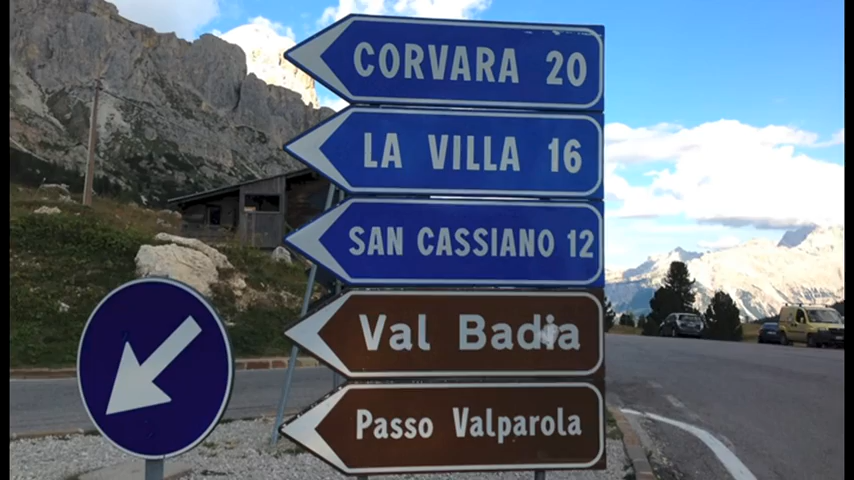 CORVARA 20
LA VILLA 16
SAN CASSIANO 12
Val Badia
Passo Valparola